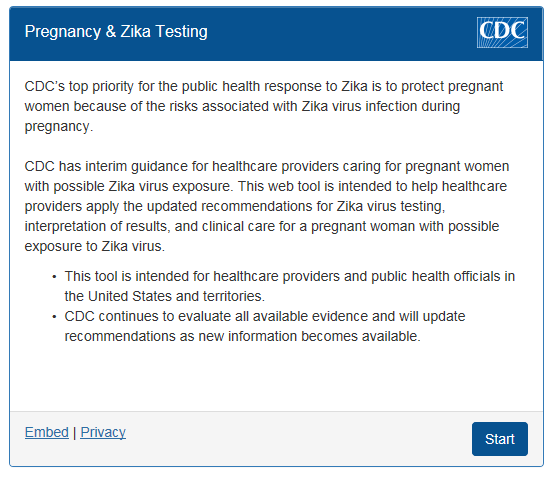 Pregnancy & Zika Testing
CDC
CDC's top priority for the public health response to Zika is to protect pregnant
women because of the risks associated with Zika virus infection during
pregnancy.
CDC has interim guidance for healthcare providers caring for pregnant women
with possible Zika virus exposure. This web tool is intended to help healthcare
providers apply the updated recommendations for Zika virus testing,
interpretation of results, and clinical care for a pregnant woman with possible
exposure to Zika virus.
• This tool is intended for healthcare providers and public health officials in
the United States and territories.
• CDC continues to evaluate all available evidence and will update
recommendations as new information becomes available.
Embed | Privacy
Start